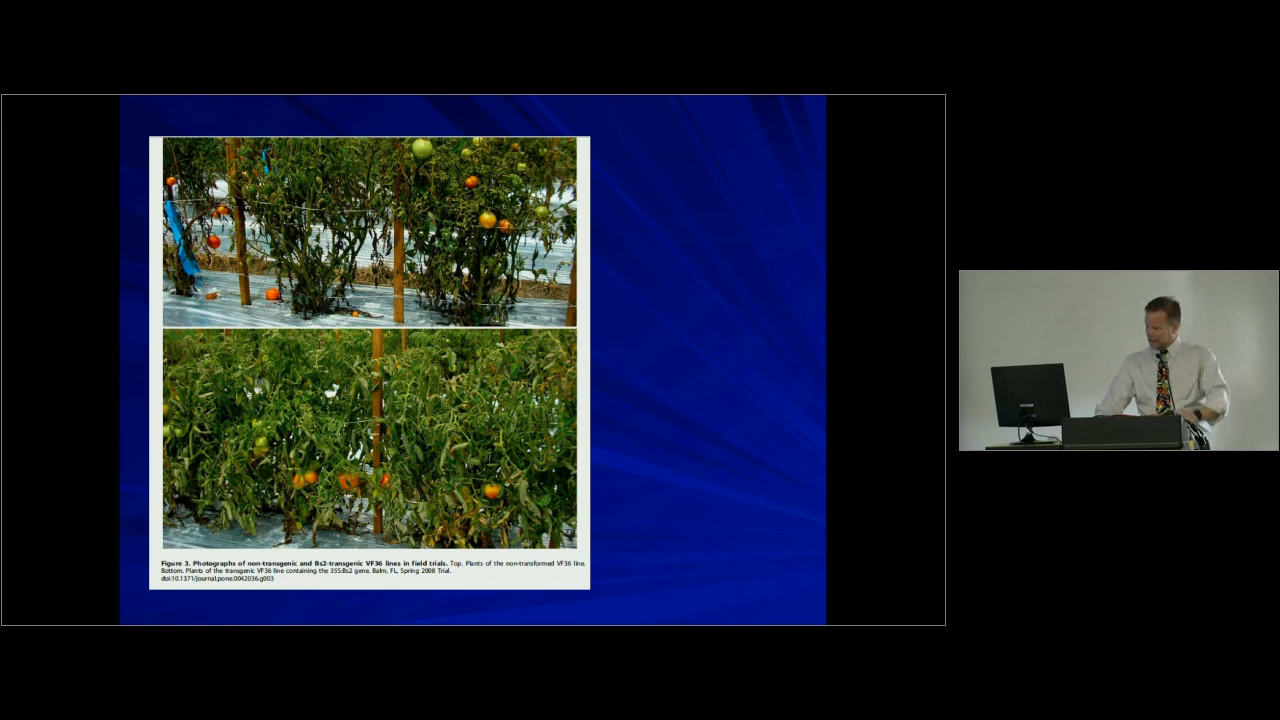 Figure 3. Photographs of non-transgenic and Bs2-transgenic VF36 lines in field trials. Top. Plants of the non-transformed VF36 line.
Bottom. Plants of the transgenic VF36 line containing the 35S:Bs2 gene. Balm, FL, Spring 2008 Trial.
doi:10.1371/journal.pone.0042036.g003